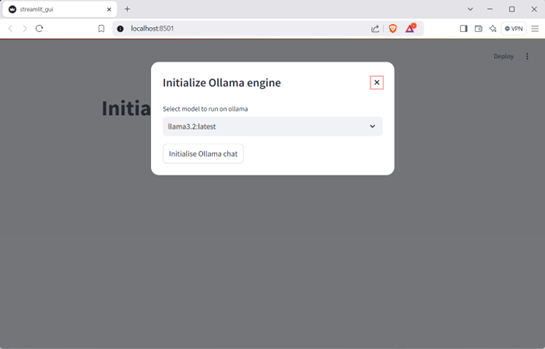 streamlit_gui
localhost:8501
VPN
Deploy
Initia
Initialize Ollama engine
Select model to run on ollama
llama3.2:latest
Initialise Ollama chat